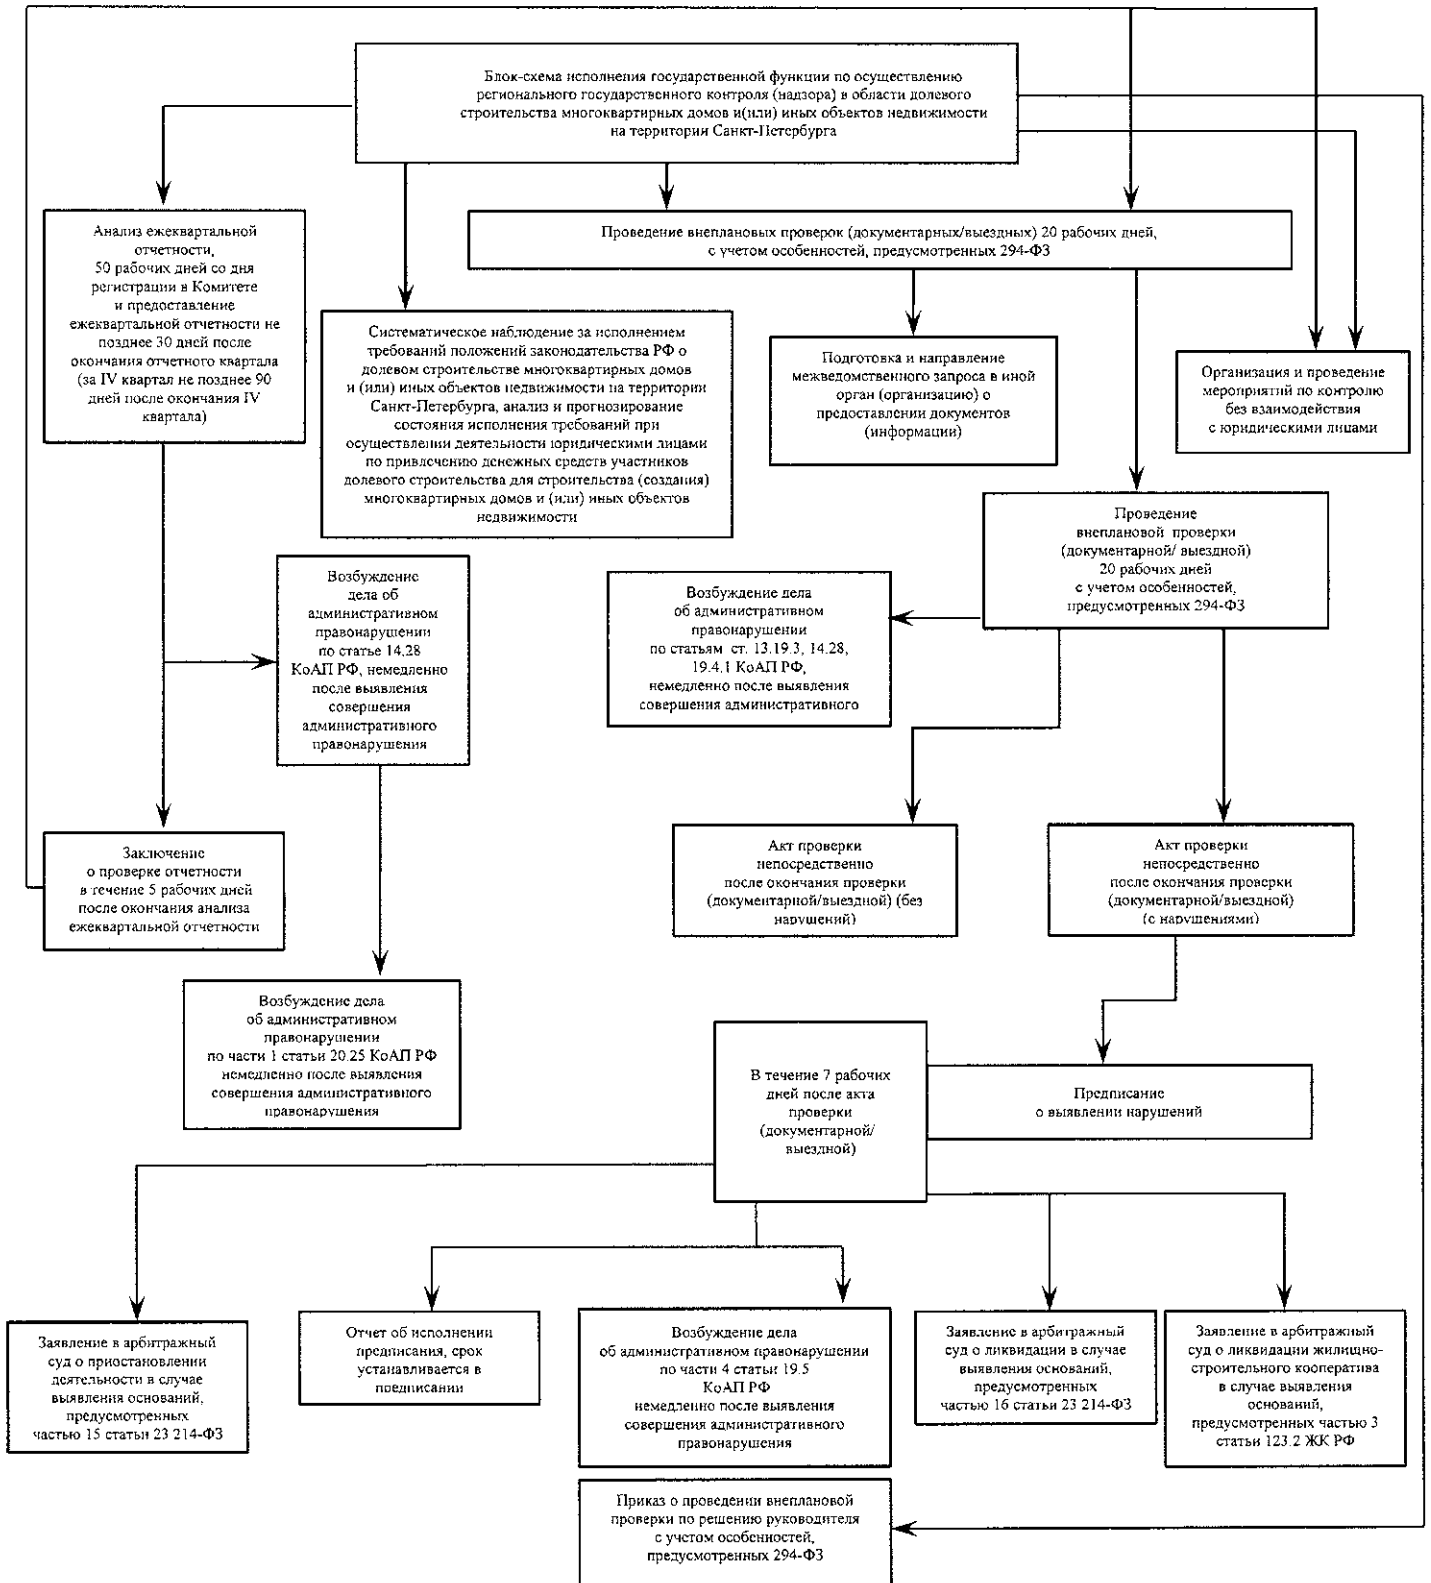 Блок-схема исполнения государственной функции по осуществлению
регионального государственного контроля (надзора) в области долевого
строительства многоквартирных домов и(или) иных объектов недвижимости
на территория Санкт-Петербурга
Анализ ежеквартальной
отчетности,
50 рабочих дней со дня
регистрации в Комитете
и предоставление
ежеквартальной отчетности не
позднее 30 дней после
окончания отчетного квартала
(за IV квартал не позднее 90
дней после окончания IV
квартала)
Проведение внеплановых проверок (документарных/выездных) 20 рабочих дней,
с учетом особенностей, предусмотренных 294-ФЗ
Систематическое наблюдение за исполнением
требований положений законодательства РФ о
долевом строительстве многоквартирных домов
и (или) иных объектов недвижимости на территории
Санкт-Петербурга, анализ и прогнозирование
состояния исполнения требований при
осуществлении деятельности юридическими лицами
по привлечению денежных средств участников
долевого строительства для строительства (создания)
многоквартирных домов и (или) иных объектов
недвижимости
Подготовка и направление
межведомственного запроса в иной
орган (организацию) о
предоставлении документов
(информации)
Организация и проведение
мероприятий по контролю
без взаимодействия
с юридическими лицами
Проведение
внеплановой проверки
(документарной/ выездной)
20 рабочих дней
с учетом особенностей,
предусмотренных 294-ФЗ
Возбуждение
дела об
административном
правонарушении
по статье 14.28
КоАП РФ, немедленно
после выявления
совершения
административного
правонарушения
Возбуждение дела
об административном
правонарушении
по статьям ст. 13.19.3, 14.28,
19.4.1 КоАП РФ,
немедленно после выявления
совершения административного
Заключение
о проверке отчетности
в течение 5 рабочих дней
после окончания анализа
ежеквартальной отчетности
Акт проверки
непосредственно
после окончания проверки
(документарной/выездной) (без
нарушений)
Акт проверки
непосредственно
после окончания проверки
(документарной/выездной)
(с нарушениями)
Возбуждение дела
об административном
правонарушении
по части 1 статьи 20.25 КоАП РФ
немедленно после выявления
совершения административного
правонарушения
В течение 7 рабочих
дней после акта
проверки
(документарной/
выездной)
Предписание
о выявлении нарушений
Заявление в арбитражный
суд о приостановлении
деятельности в случае
выявления оснований,
предусмотренных
частью 15 статьи 23 214-ФЗ
Отчет об исполнении
предписания, срок
устанавливается в
предписании
Возбуждение дела
об административном правонарушении
по части 4 статьи 19.5
КоАП РФ
немедленно после выявления
совершения административного
правонарушения
Заявление в арбитражный
суд о ликвидации в случае
выявления оснований,
предусмотренных
частью 16 статьи 23 214-ФЗ
Заявление в арбитражный
суд о ликвидации жилищно-
строительного кооператива
в случае выявления
оснований,
предусмотренных частью 3
статьи 123.2 ЖК РФ
Приказ о проведении внеплановой
проверки по решению руководителя
с учетом особенностей,
предусмотренных 294-ФЗ